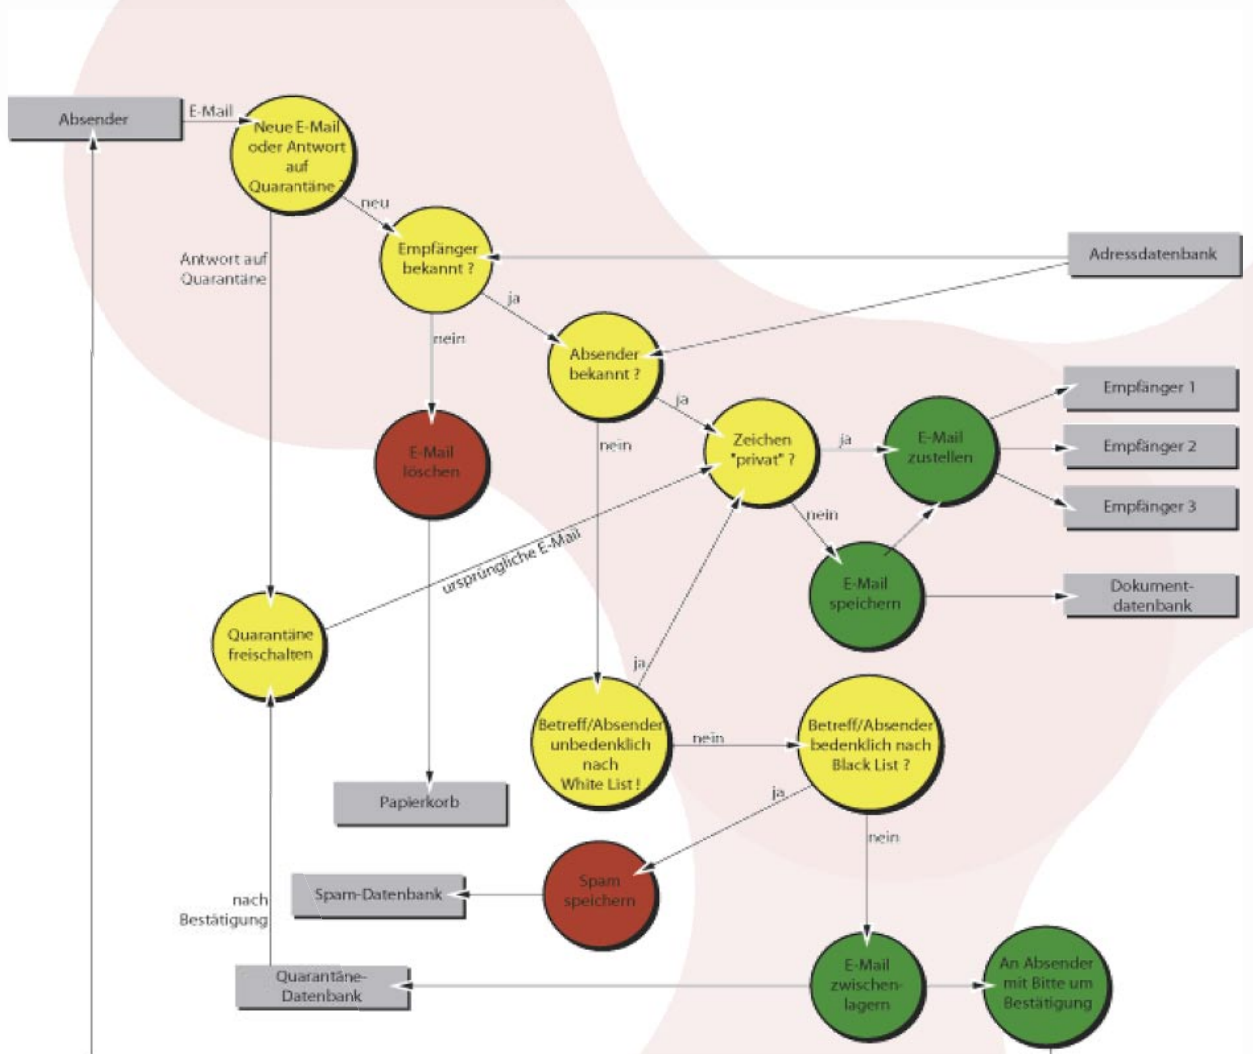 Absender
E-Mail
Neue E-Mail
oder Antwort
auf
Quarantäne ?
neu
Antwort auf
Quarantäne
Empfänger
bekannt ?
Adressdatenbank
ja
nein
Absender
bekannt ?
ja
nein
Zeichen
"privat" ?
ja
nein
E-Mail
zustellen
Empfänger 1
Empfänger 2
Empfänger 3
E-Mail
löschen
ursprüngliche E-Mail
E-Mail
speichern
Dokument-
datenbank
Quarantäne
freischalten
ja
Betreff/Absender
unbedenklich
nach
White List !
nein
Betreff/Absender
bedenklich nach
Black List ?
ja
nein
Papierkorb
Spam
speichern
Spam-Datenbank
nach
Bestätigung
Quarantäne-
Datenbank
E-Mail
zwischen-
lagern
An Absender
mit Bitte um
Bestätigung